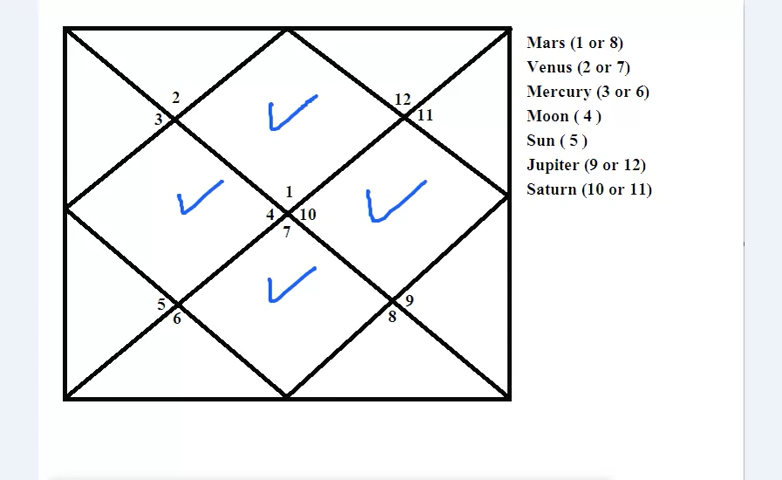 2
3
12
11
1
4 10
7
5
6
9
8
Mars (1 or 8)
Venus (2 or 7)
Mercury (3 or 6)
Moon ( 4 )
Sun ( 5 )
Jupiter (9 or 12)
Saturn (10 or 11)